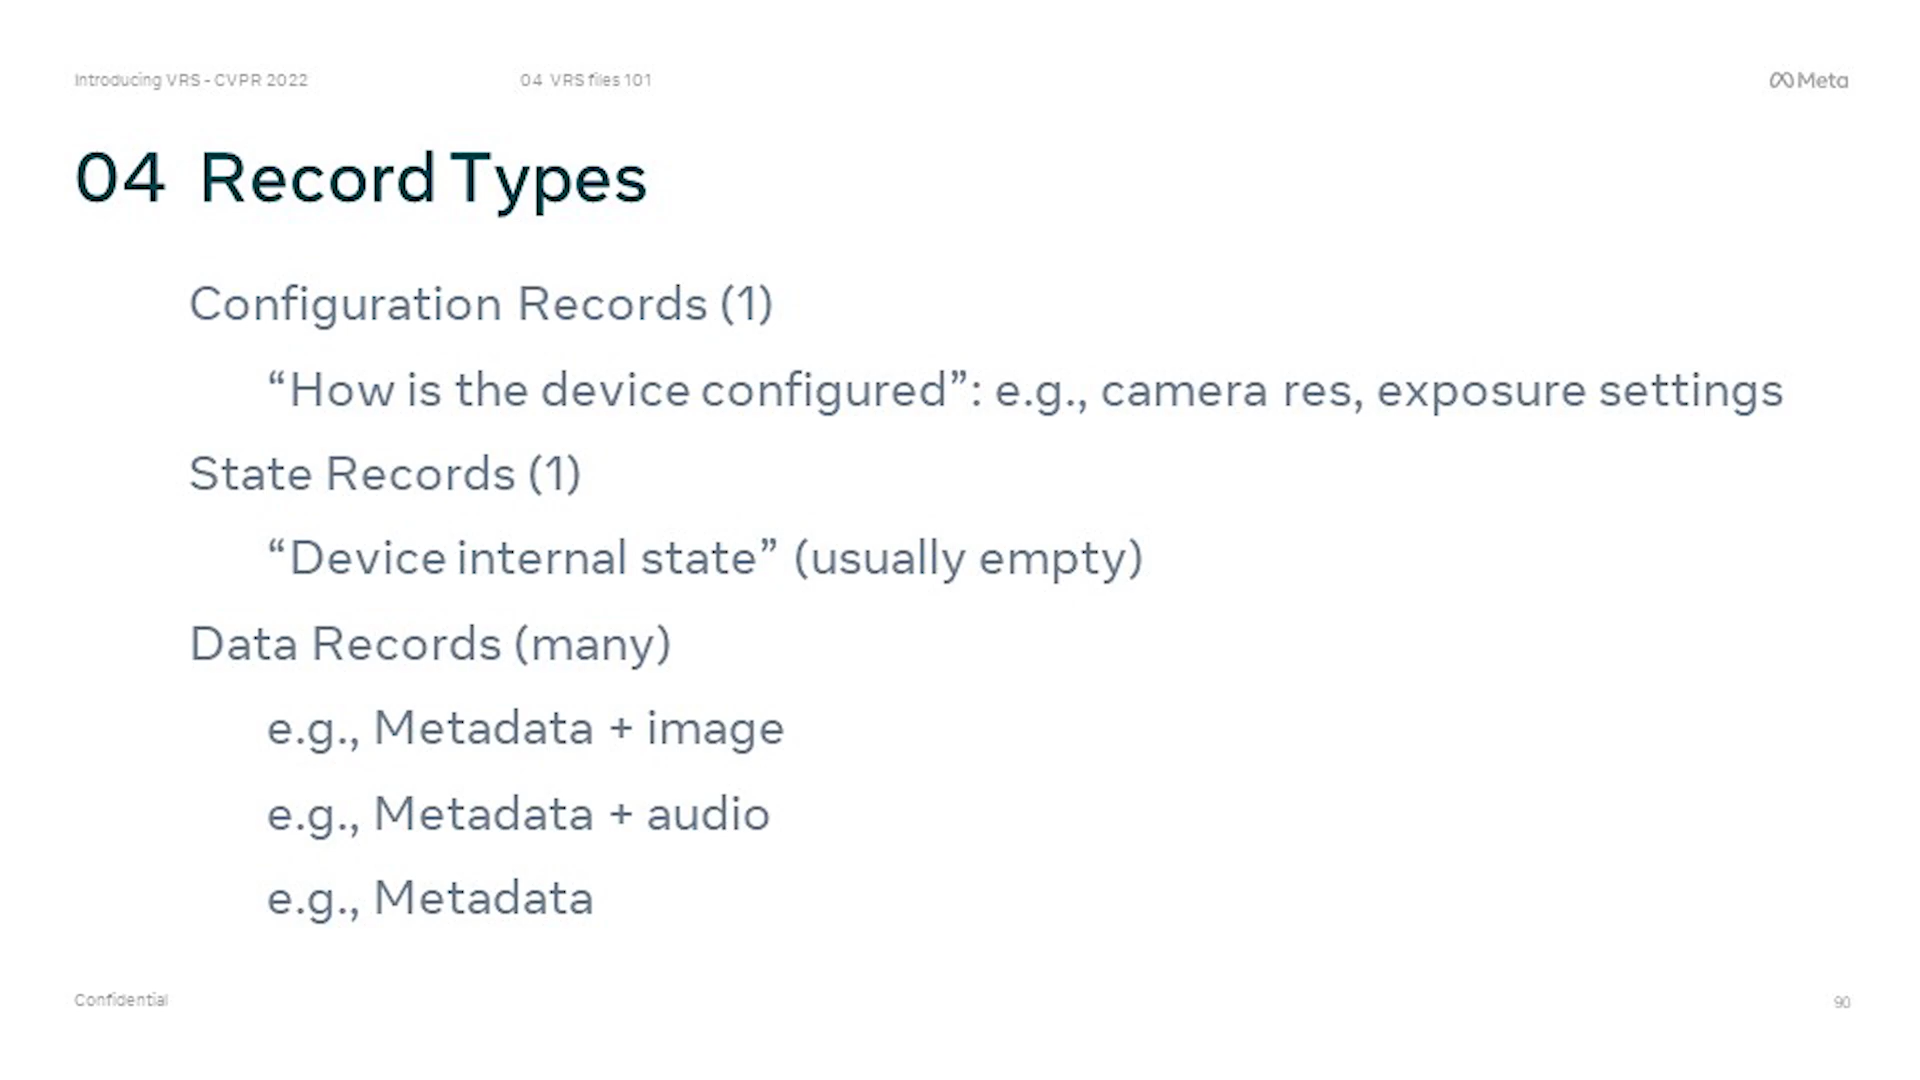 Introducing VRS - CVPR 2022
04 VRS files 101
Meta
04 Record Types
Configuration Records (1)
“How is the device configured”: e.g., camera res, exposure settings
State Records (1)
“Device internal state” (usually empty)
Data Records (many)
e.g., Metadata + image
e.g., Metadata + audio
e.g., Metadata
Confidential
90